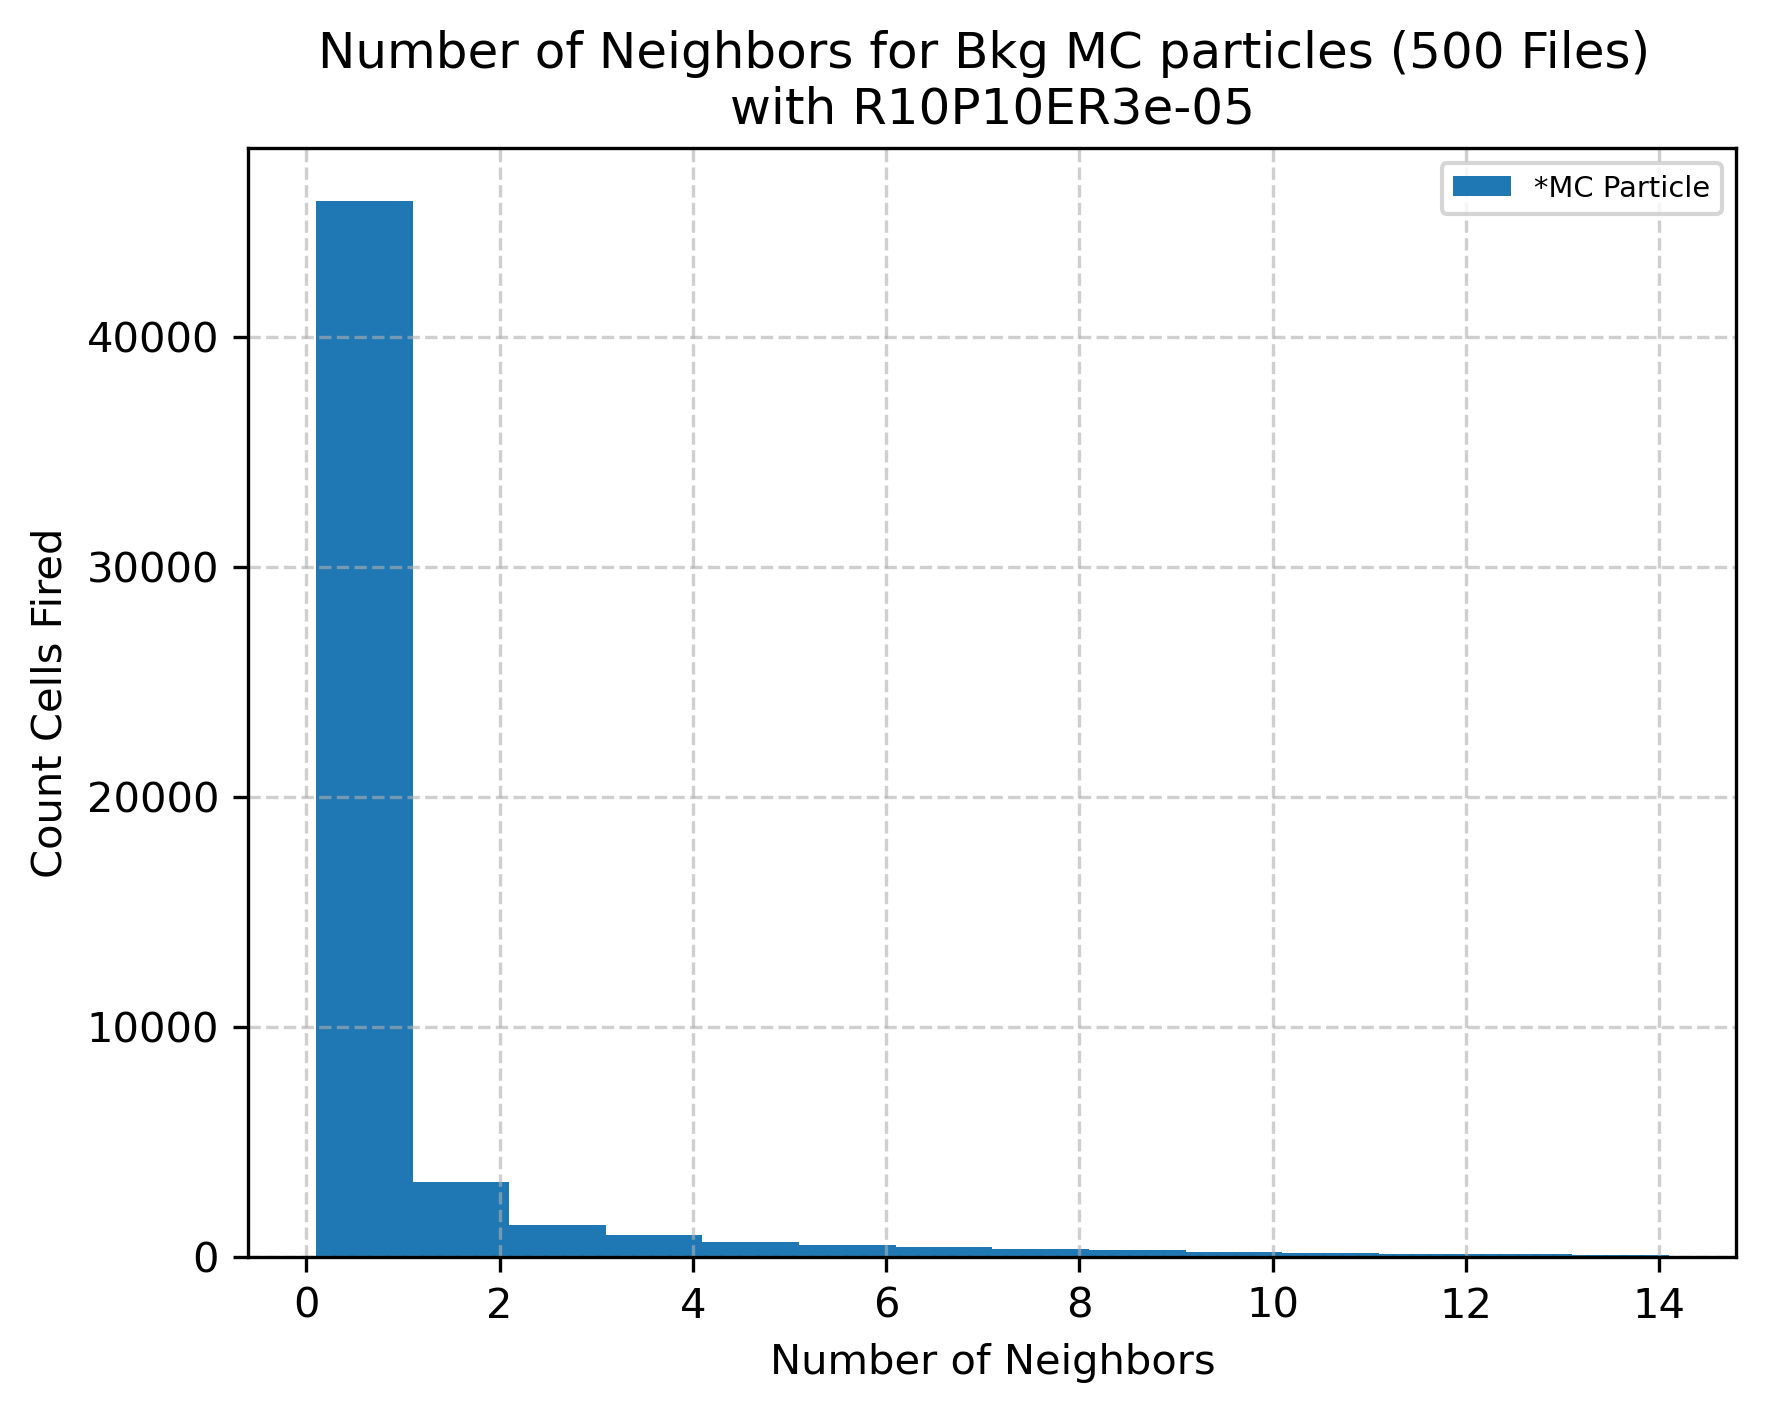 Number of Neighbors for Bkg MC particles (500 Files)
with R10P10ER3e-05
*MC Particle
Count Cells Fired
40000
30000
20000
10000
0
0 2 4 6 8 10 12 14
Number of Neighbors